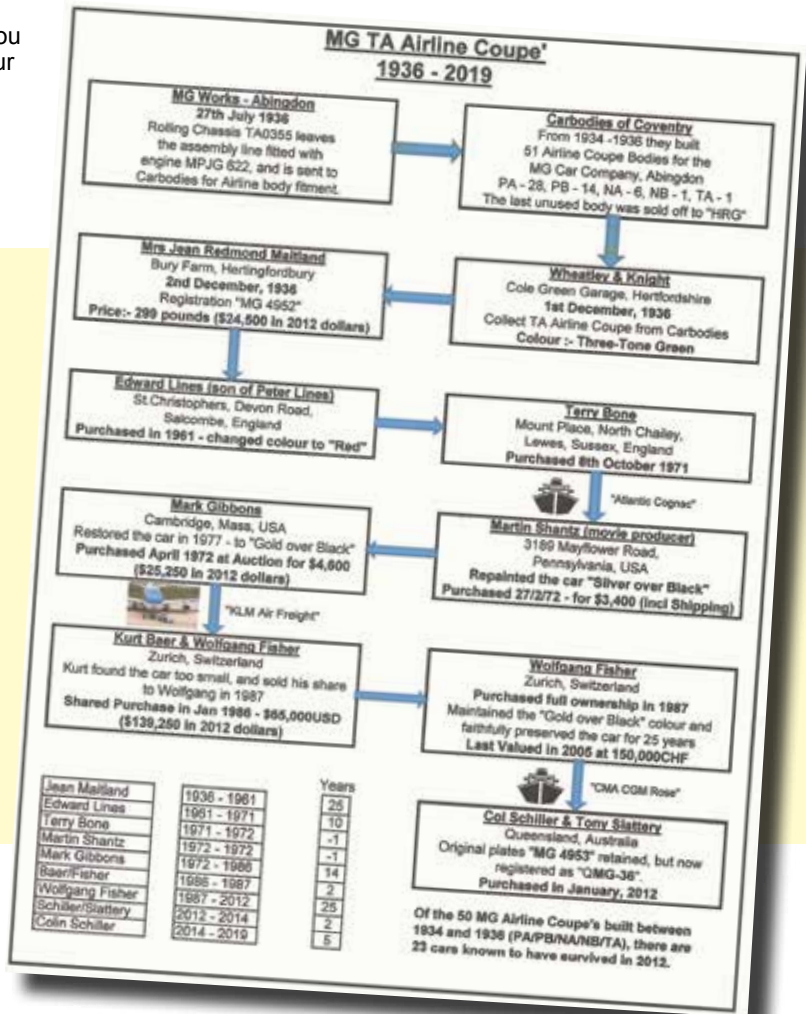 ou
ur
MG TA Airline Coupe'
1936 - 2019
MG Works - Abingdon
27th July 1936
Rolling Chassis TA0355 leaves
the assembly line fitted with
engine MPJG 622, and is sent to
Carbodies for Airline body fitment.
Carbodies of Coventry
From 1934 -1936 they built
51 Airline Coupe Bodies for the
MG Car Company, Abingdon
PA - 28, PB - 14, NA - 6, NB - 1, TA - 1
The last unused body was sold off to "HRG"
Wheatley & Knight
Cole Green Garage, Hertfordshire
1st December, 1936
Collect TA Airline Coupe from Carbodies
Colour :- Three-Tone Green
Mrs Jean Redmond Maitland
Bury Farm, Hertingfordbury
2nd December, 1936
Registration "MG 4952"
Price:- 299 pounds ($24,500 in 2012 dollars)
Edward Lines (son of Peter Lines)
St.Christophers, Devon Road,
Salcombe, England
Purchased in 1961 - changed colour to "Red"
Terry Bone
Mount Place, North Chailey,
Lewes, Sussex, England
Purchased 8th October 1971
"Atlantic Cognac"
Martin Shantz (movie producer)
3189 Mayflower Road,
Pennsylvania, USA
Repainted the car "Silver over Black"
Purchased 27/2/72 - for $3,400 (incl Shipping)
Mark Gibbons
Cambridge, Mass, USA
Restored the car in 1977 - to "Gold over Black"
Purchased April 1972 at Auction for $4,600
($25,250 in 2012 dollars)
"KLM Air Freight"
Kurt Baer & Wolfgang Fisher
Zurich, Switzerland
Kurt found the car too small, and sold his share
to Wolfgang in 1987
Shared Purchase in Jan 1986 - $65,000USD
($139,250 in 2012 dollars)
Wolfgang Fisher
Zurich, Switzerland
Purchased full ownership in 1987
Maintained the "Gold over Black" colour and
faithfully preserved the car for 25 years
Last Valued in 2005 at 150,000CHF
"CMA CGM Rose"
Col Schiller & Tony Slattery
Queensland, Australia
Original plates "MG 4953" retained, but now
registered as "QMG-36".
Purchased in January, 2012
Years
Jean Maitland 1936 - 1961 25
Edward Lines 1961 - 1971 10
Terry Bone 1971 - 1972 -1
Martin Shantz 1972 - 1972 -1
Mark Gibbons 1972 - 1986 14
Baer/Fisher 1986 - 1987 2
Wolfgang Fisher 1987 - 2012 25
Schiller/Slattery 2012 - 2014 2
Colin Schiller 2014 - 2019 5
Of the 50 MG Airline Coupe's built between
1934 and 1936 (PA/PB/NA/NB/TA), there are
23 cars known to have survived in 2012.